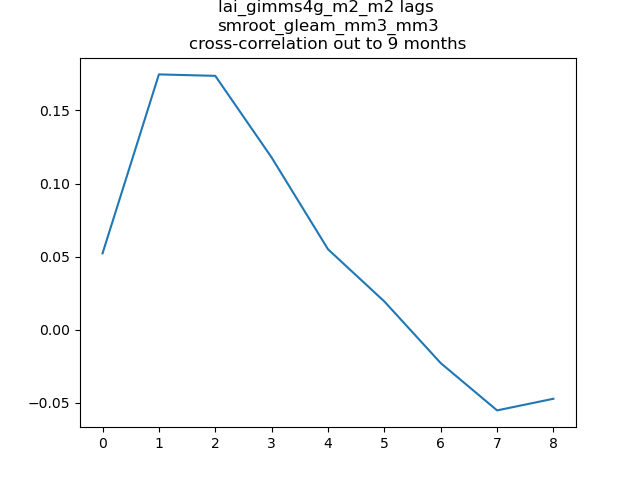 lai_gimms4g_m2_m2 lags
smroot_gleam_mm3_mm3
cross-correlation out to 9 months
0.15
0.10
0.05
0.00
−0.05
0 1 2 3 4 5 6 7 8